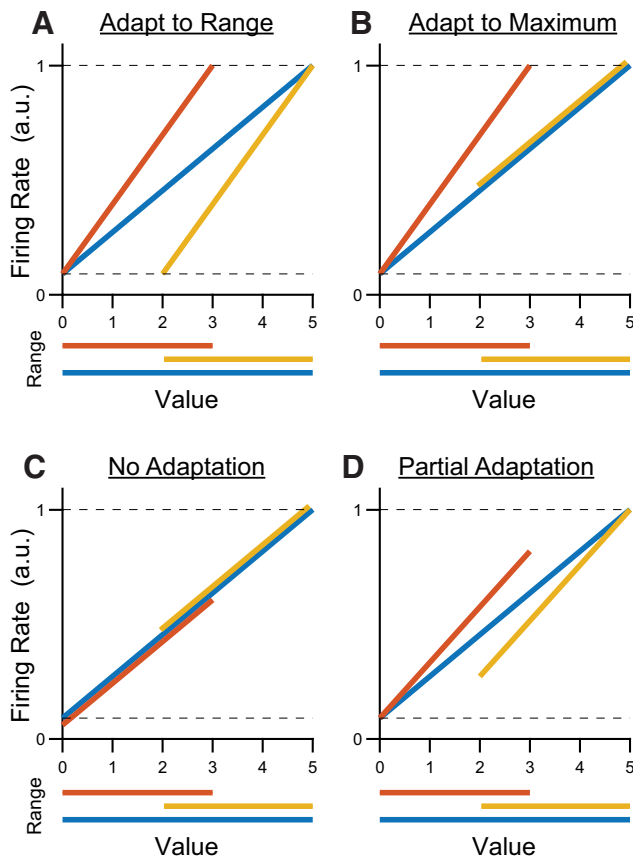 A Adapt to Range
1
Firing Rate (a.u.)
0
0 1 2 3 4 5
Range
Value
B Adapt to Maximum
1
0
0 1 2 3 4 5
Value
C No Adaptation
1
Firing Rate (a.u.)
0
0 1 2 3 4 5
Range
Value
D Partial Adaptation
1
0
0 1 2 3 4 5
Value